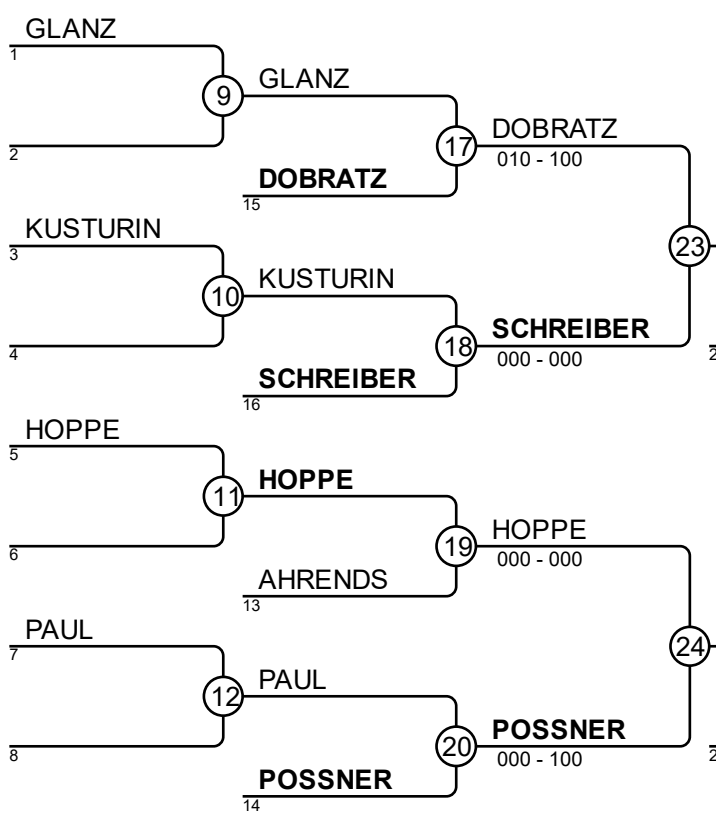 GLANZ
1
9
GLANZ
2
17
DOBRATZ
010 - 100
DOBRATZ
15
KUSTURIN
3
23
10
KUSTURIN
4
18
SCHREIBER
000 - 000
2
SCHREIBER
16
HOPPE
5
11
HOPPE
6
19
HOPPE
000 - 000
AHRENDS
13
PAUL
7
24
12
PAUL
8
20
POSSNER
000 - 100
2
POSSNER
14